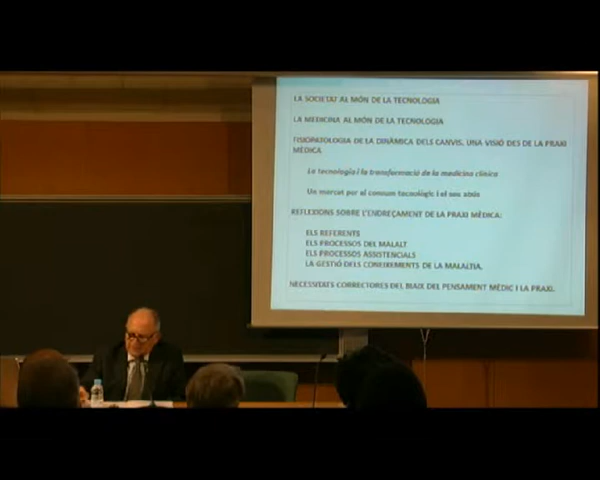 LA SOCIETAT AL MÓN DE LA TECNOLOGIA
LA MEDICINA AL MÓN DE LA TECNOLOGIA
FISIOPATOLOGIA DE LA DINÀMICA DELS CANVIS, UNA VISIÓ DES DE LA PRAXI
MÈDICA
La tecnologia i la transformació de la medicina clínica
Un mercat per al consum tecnològic i el seu
REFLEXIONS SOBRE L'ENDREÇAMENT DE LA PRAXI MÈDICA:
ELS REFERENTS
ELS PROCESSOS DEL MALALT
ELS PROCESSOS ASSISTENCIALS
LA GESTIÓ DELS CONEIXEMENTS DE LA MALALTIA.
NECESSITATS CORRECTORES DEL BIAIX DEL PENSAMENT MÈDIC I LA PRAXI.